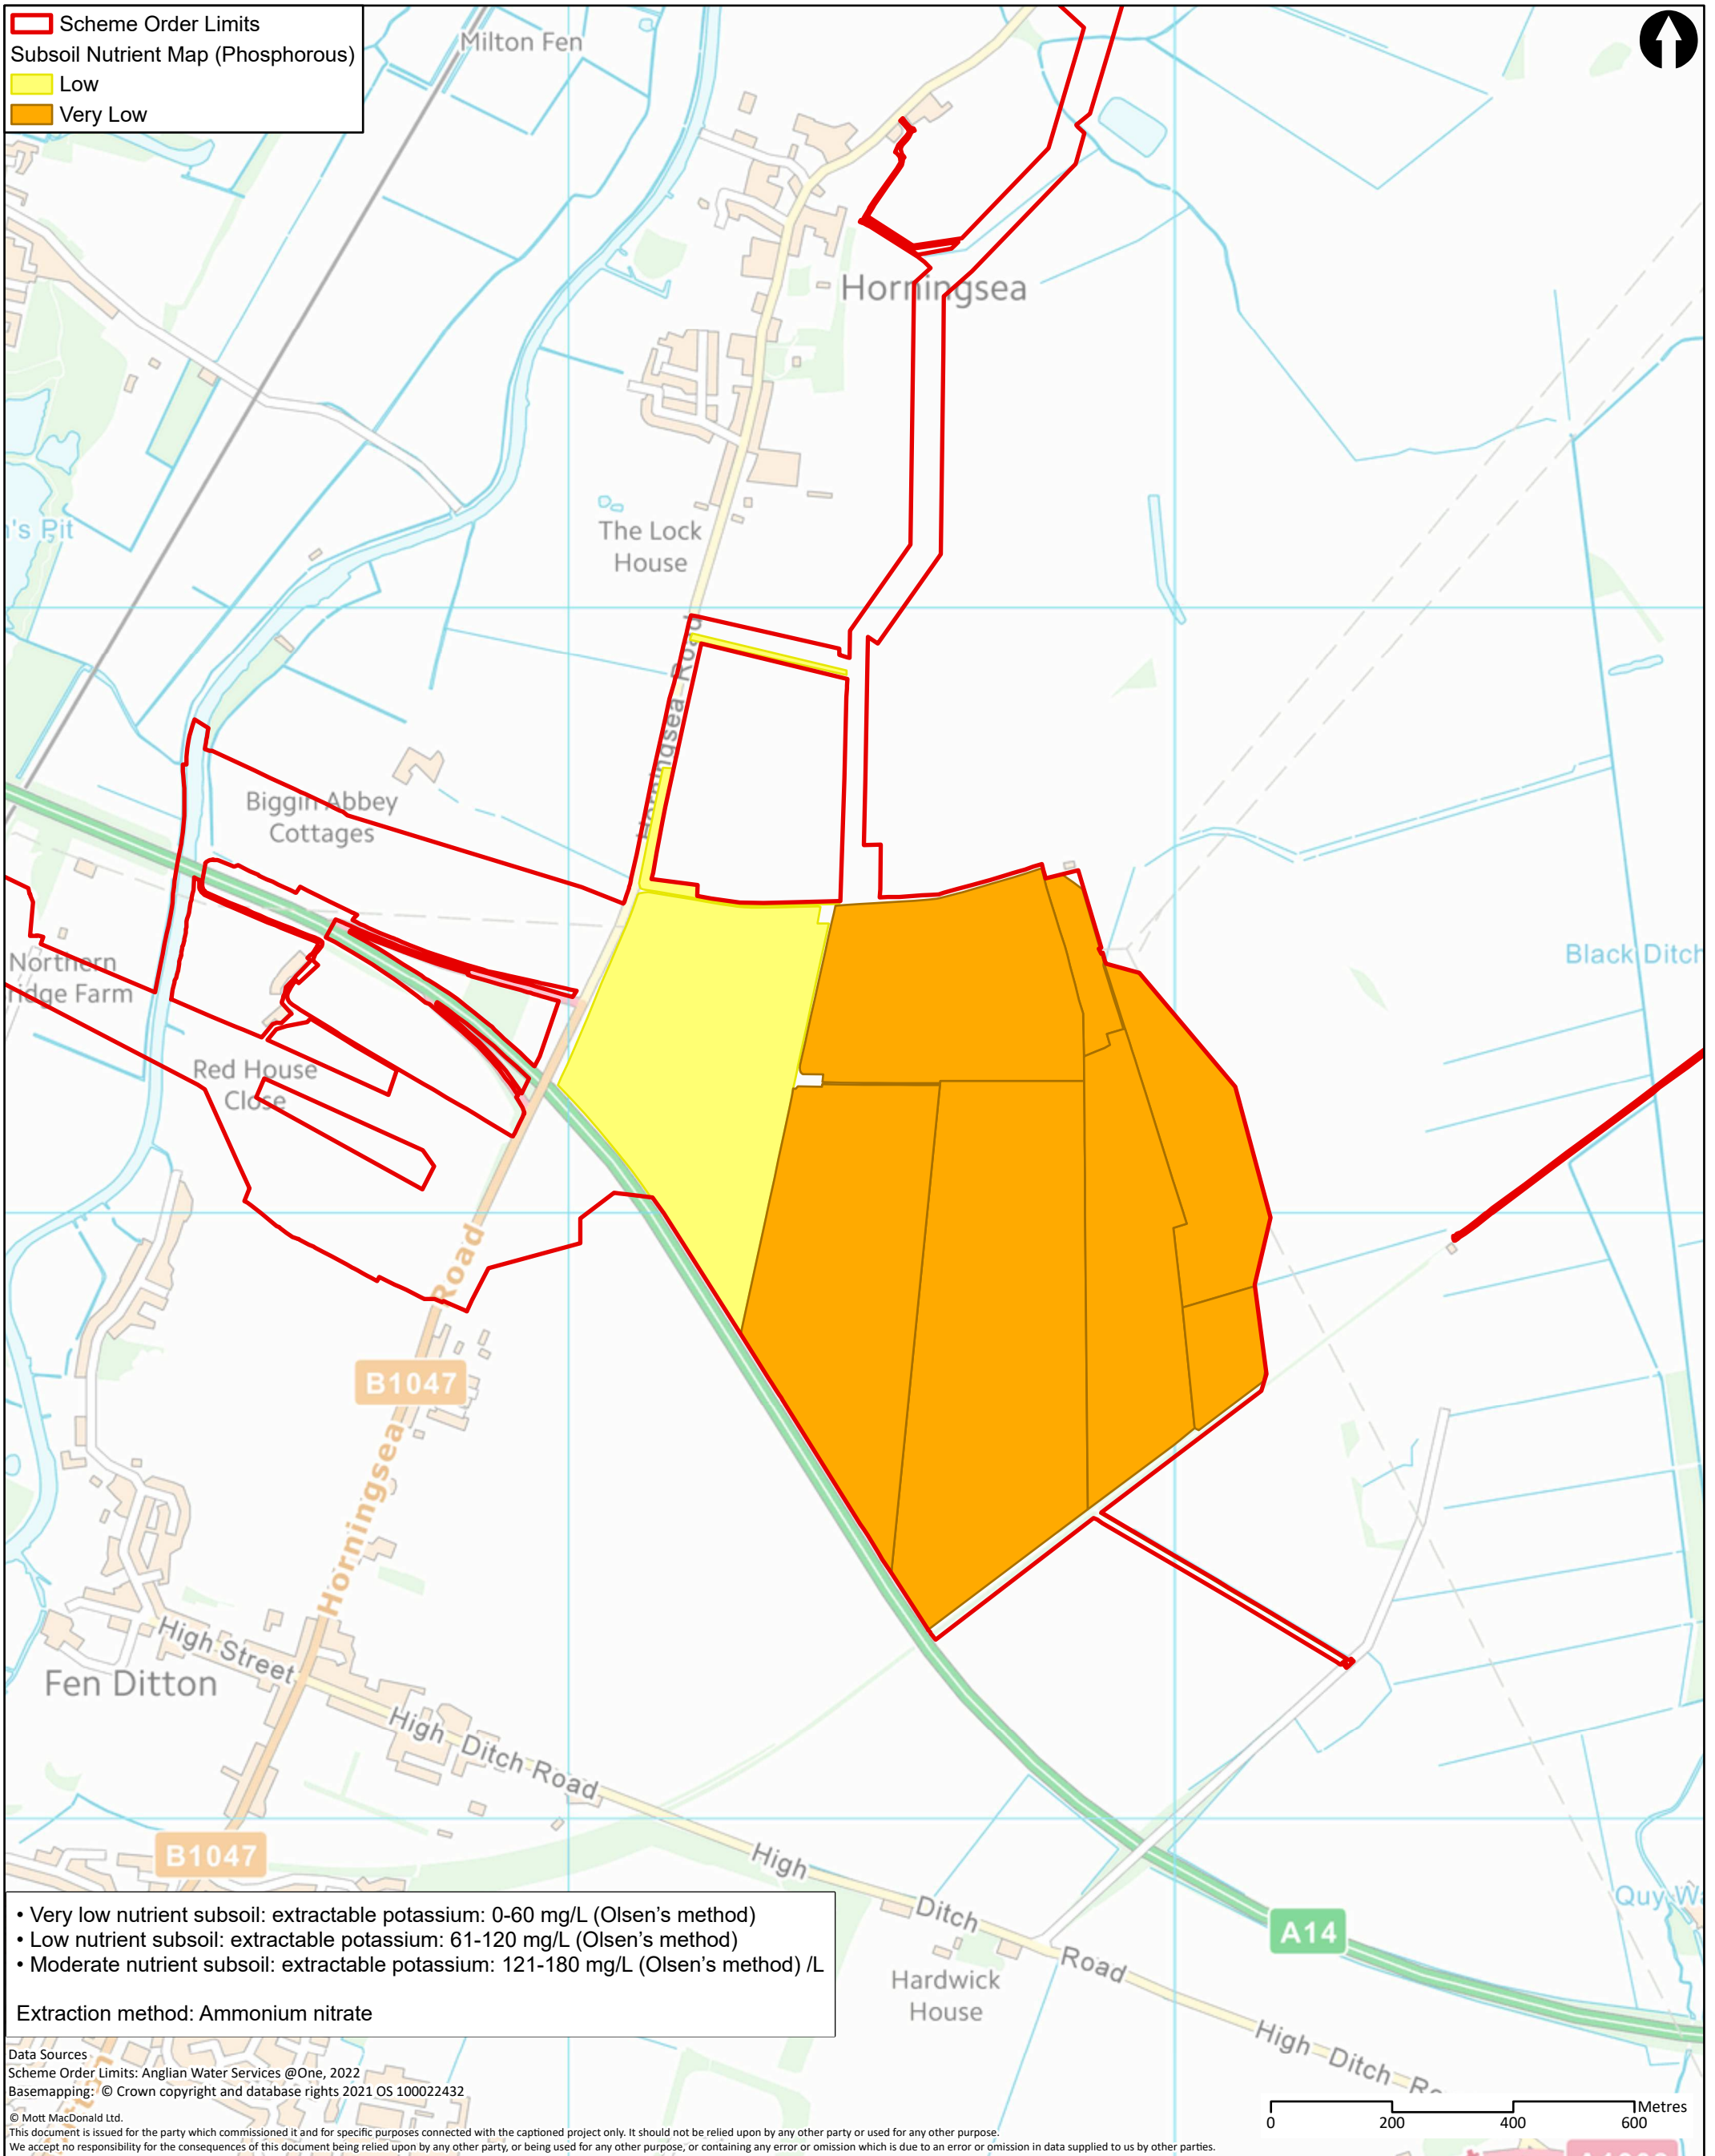 Scheme Order Limits
Subsoil Nutrient Map (Phosphorous)
Low
Very Low
Milton Fen
Horningsea
's Pit
The Lock
House
Horningsea Road
Biggin Abbey
Cottages
Northern
ridge Farm
Black Ditch
Red House
Close
Road
B1047
Horningsea
High Street
Fen Ditton
High Ditch Road
B1047
High
Ditch
Road
Quy W
A14
Hardwick
House
High Ditch
• Very low nutrient subsoil: extractable potassium: 0-60 mg/L (Olsen’s method)
• Low nutrient subsoil: extractable potassium: 61-120 mg/L (Olsen’s method)
• Moderate nutrient subsoil: extractable potassium: 121-180 mg/L (Olsen’s method) /L
Extraction method: Ammonium nitrate
Data Sources
Scheme Order Limits: Anglian Water Services @One, 2022
Basemapping: © Crown copyright and database rights 2021 OS 100022432
© Mott MacDonald Ltd.
This document is issued for the party which commissioned it and for specific purposes connected with the captioned project only. It should not be relied upon by any other party or used for any other purpose.
We accept no responsibility for the consequences of this document being relied upon by any other party, or being used for any other purpose, or containing any error or omission which is due to an error or omission in data supplied to us by other parties.
Metres
0 200 400 600